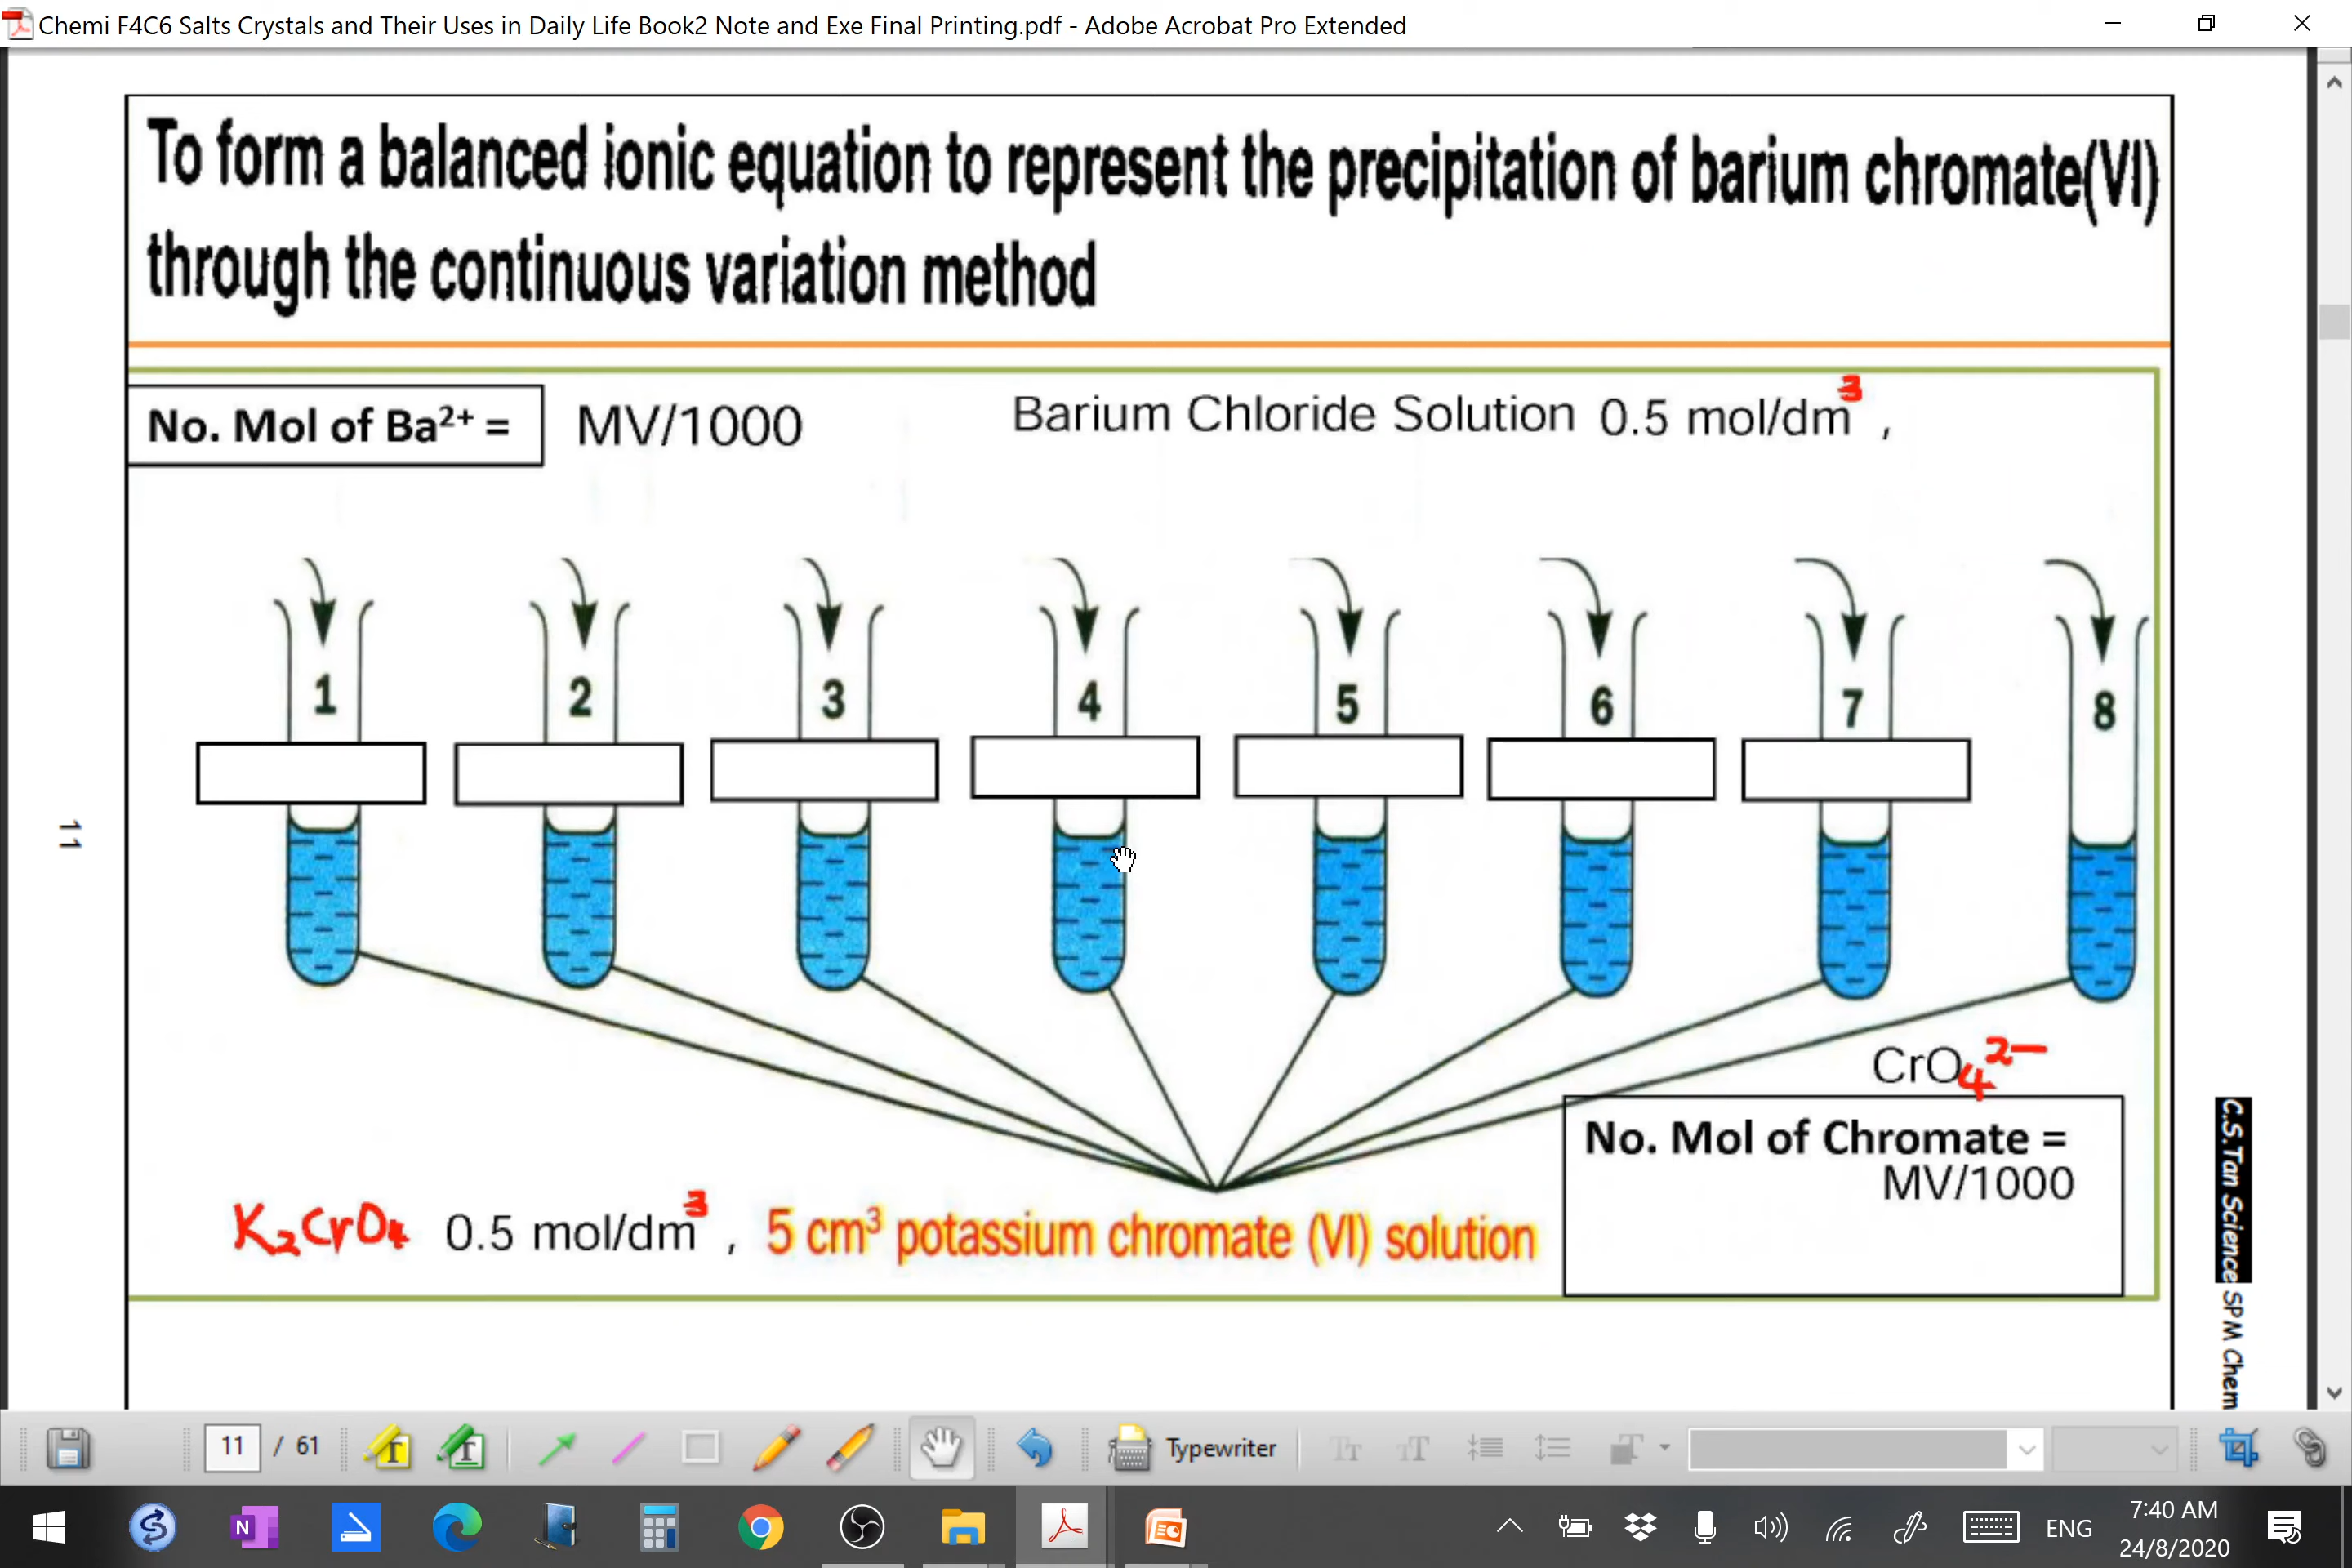 Chemi F4C6 Salts Crystals and Their Uses in Daily Life Book2 Note and Exe Final Printing.pdf - Adobe Acrobat Pro Extended
To form a balanced ionic equation to represent the precipitation of barium chromate(VI)
through the continuous variation method
No. Mol of Ba²⁺ = MV/1000 Barium Chloride Solution 0.5 mol/dm³ ,
1 2 3 4 5 6 7 8
11
CrO₄²⁻
No. Mol of Chromate =
MV/1000
K₂CrO₄ 0.5 mol/dm³ , 5 cm³ potassium chromate (VI) solution
C.S.Tan Science SPM Chem
11 / 61 Typewriter
ENG
7:40 AM
24/8/2020